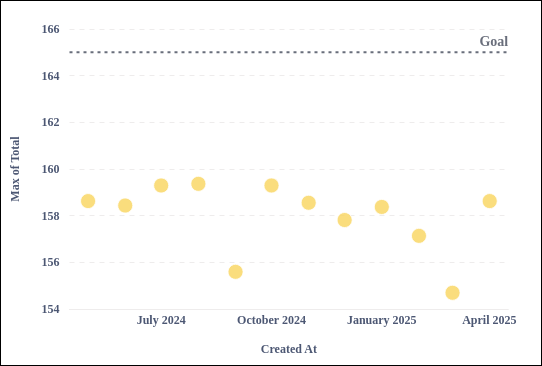 166
Goal
164
162
160
158
156
154
Max of Total
July 2024
October 2024
January 2025
April 2025
Created At